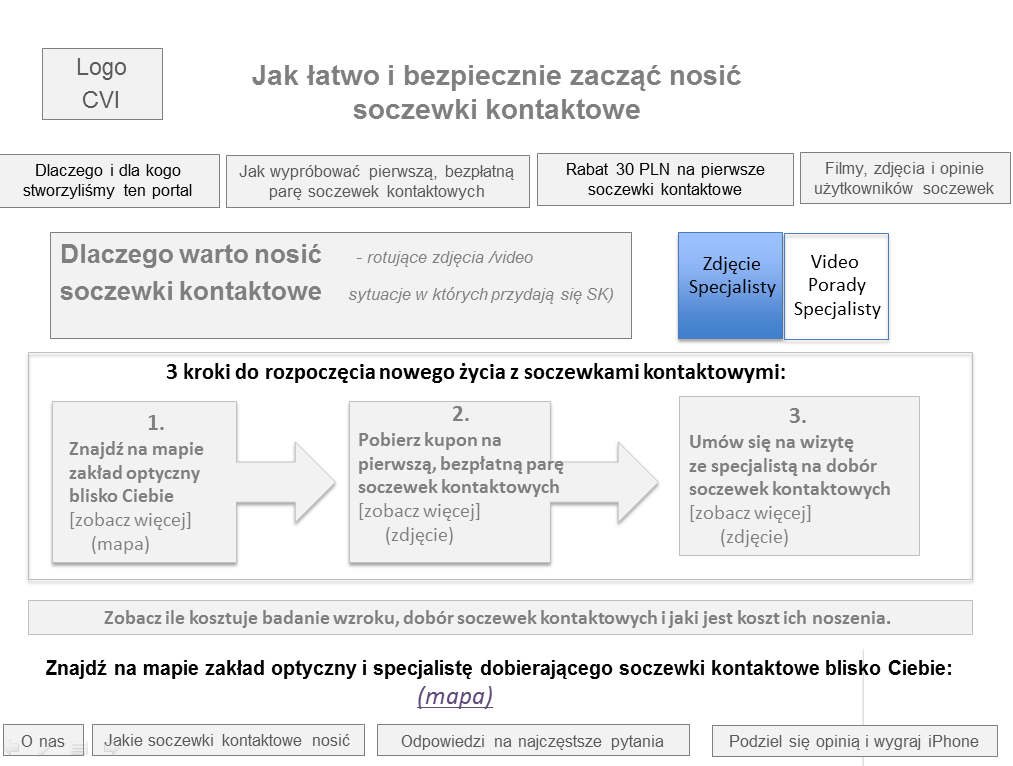 Logo
CVI
Jak łatwo i bezpiecznie zacząć nosić
soczewki kontaktowe
Dlaczego i dla kogo
stworzyliśmy ten portal
Jak wypróbować pierwszą, bezpłatną
parę soczewek kontaktowych
Rabat 30 PLN na pierwsze
soczewki kontaktowe
Filmy, zdjęcia i opinie
użytkowników soczewek
Dlaczego warto nosić - rotujące zdjęcia /video
soczewki kontaktowe sytuacje w których przydają się SK)
Zdjęcie
Specjalisty
Video
Porady
Specjalisty
3 kroki do rozpoczęcia nowego życia z soczewkami kontaktowymi:
1.
Znajdź na mapie
zakład optyczny
blisko Ciebie
[zobacz więcej]
(mapa)
2.
Pobierz kupon na
pierwszą, bezpłatną parę
soczewek kontaktowych
[zobacz więcej]
(zdjęcie)
3.
Umów się na wizytę
ze specjalistą na dobór
soczewek kontaktowych
[zobacz więcej]
(zdjęcie)
Zobacz ile kosztuje badanie wzroku, dobór soczewek kontaktowych i jaki jest koszt ich noszenia.
Znajdź na mapie zakład optyczny i specjalistę dobierającego soczewki kontaktowe blisko Ciebie:
(mapa)
O nas
Jakie soczewki kontaktowe nosić
Odpowiedzi na najczęstsze pytania
Podziel się opinią i wygraj iPhone